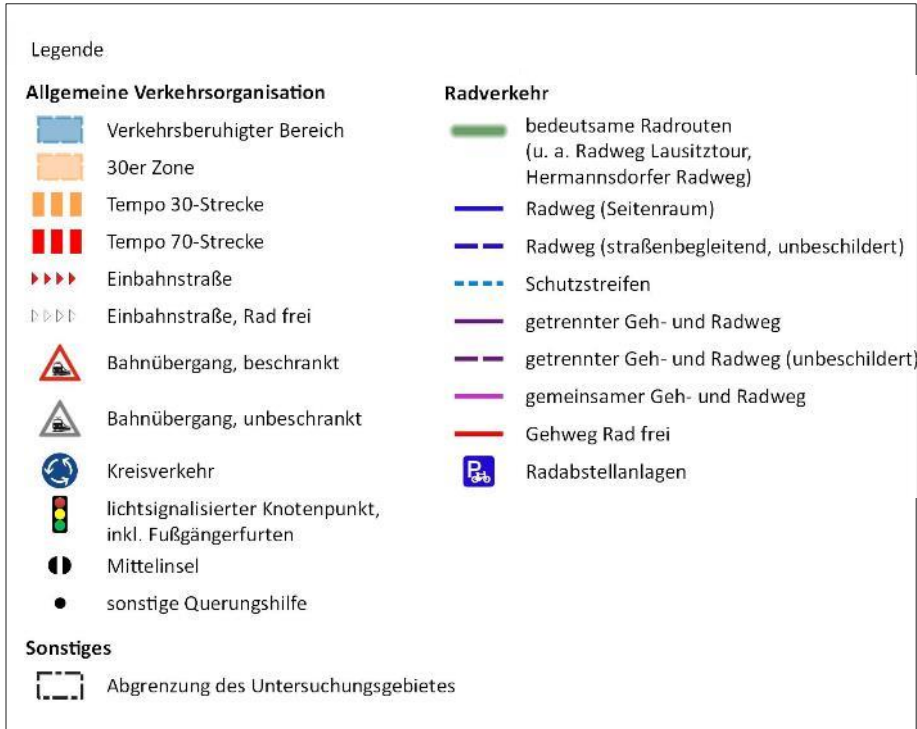 Legende
Allgemeine Verkehrsorganisation
Verkehrsberuhigter Bereich
30er Zone
Tempo 30-Strecke
Tempo 70-Strecke
Einbahnstraße
Einbahnstraße, Rad frei
Bahnübergang, beschrankt
Bahnübergang, unbeschrankt
Kreisverkehr
lichtsignalisierter Knotenpunkt,
inkl. Fußgängerfurten
Mittelinsel
sonstige Querungshilfe
Sonstiges
Abgrenzung des Untersuchungsgebietes
Radverkehr
bedeutsame Radrouten
(u. a. Radweg Lausitztour,
Hermannsdorfer Radweg)
Radweg (Seitenraum)
Radweg (straßenbegleitend, unbeschildert)
Schutzstreifen
getrennter Geh- und Radweg
getrennter Geh- und Radweg (unbeschildert)
gemeinsamer Geh- und Radweg
Gehweg Rad frei
P
Radabstellanlagen